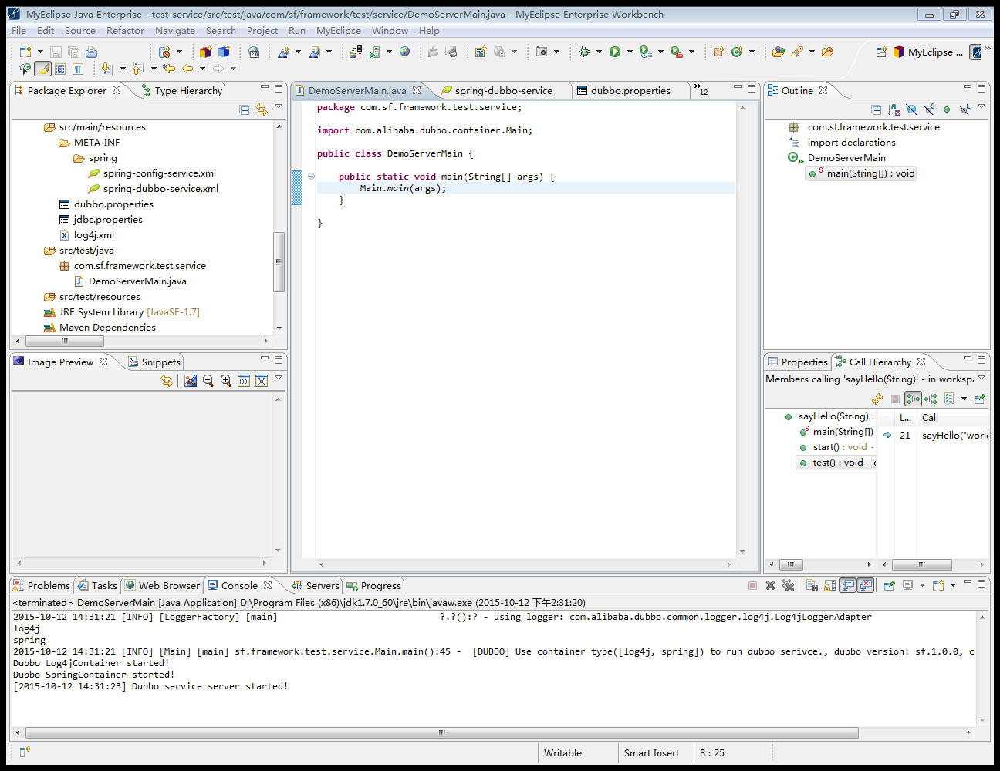 MyEclipse Java Enterprise - test-service/src/test/java/com/sf/framework/test/service/DemoServerMain.java - MyEclipse Enterprise Workbench
File Edit Source Refactor Navigate Search Project Run MyEclipse Window Help
MyEclipse ...
Package Explorer
Type Hierarchy
src/main/resources
META-INF
spring
spring-config-service.xml
spring-dubbo-service.xml
dubbo.properties
jdbc.properties
log4j.xml
src/test/java
com.sf.framework.test.service
DemoServerMain.java
src/test/resources
JRE System Library [JavaSE-1.7]
Maven Dependencies
DemoServerMain.java
spring-dubbo-service
dubbo.properties
»12
package com.sf.framework.test.service;
import com.alibaba.dubbo.container.Main;
public class DemoServerMain {
public static void main(String[] args) {
Main.main(args);
}
}
Outline
com.sf.framework.test.service
import declarations
DemoServerMain
main(String[]) : void
Image Preview
Snippets
100
Properties
Call Hierarchy
Members calling 'sayHello(String)' - in workspa
sayHello(String) :
main(String[])
start() : void -
test() : void -
L... Call
21 sayHello("world
Problems Tasks Web Browser Console Servers Progress
<terminated> DemoServerMain [Java Application] D:\Program Files (x86)\jdk1.7.0_60\jre\bin\javaw.exe (2015-10-12 下午2:31:20)
2015-10-12 14:31:21 [INFO] [LoggerFactory] [main] ?.?():? - using logger: com.alibaba.dubbo.common.logger.log4j.Log4jLoggerAdapter
log4j
spring
2015-10-12 14:31:21 [INFO] [Main] [main] sf.framework.test.service.Main.main():45 - [DUBBO] Use container type([log4j, spring]) to run dubbo serivce., dubbo version: sf.1.0.0, c
Dubbo Log4jContainer started!
Dubbo SpringContainer started!
[2015-10-12 14:31:23] Dubbo service server started!
Writable
Smart Insert
8 : 25